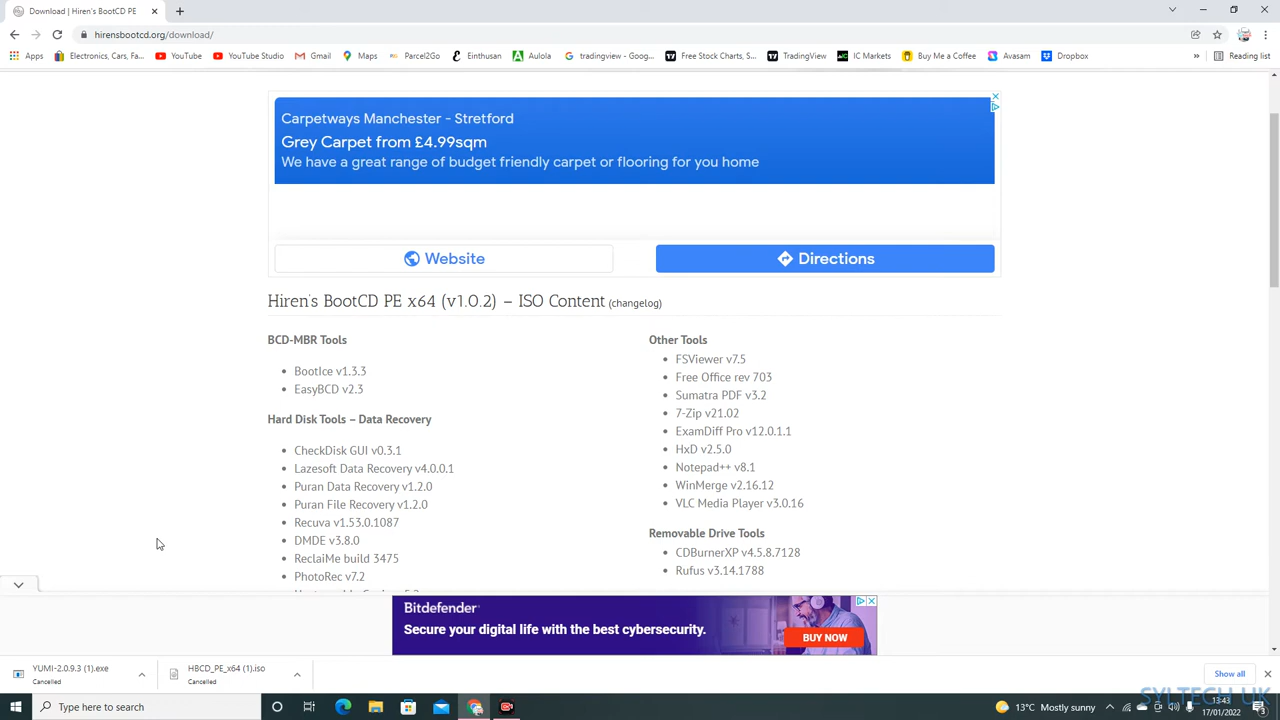 Download | Hiren's BootCD PE
hirensbootcd.org/download/
Apps
Electronics, Cars, Fa...
YouTube
YouTube Studio
Gmail
Maps
Parcel2Go
Einthusan
Aulola
tradingview - Goog...
Free Stock Charts, S...
TradingView
IC Markets
Buy Me a Coffee
Avasam
Dropbox
»
Reading list
Carpetways Manchester - Stretford
Grey Carpet from £4.99sqm
We have a great range of budget friendly carpet or flooring for you home
Website
Directions
Hiren's BootCD PE x64 (v1.0.2) – ISO Content (changelog)
BCD-MBR Tools
BootIce v1.3.3
EasyBCD v2.3
Hard Disk Tools – Data Recovery
CheckDisk GUI v0.3.1
Lazesoft Data Recovery v4.0.0.1
Puran Data Recovery v1.2.0
Puran File Recovery v1.2.0
Recuva v1.53.0.1087
DMDE v3.8.0
ReclaiMe build 3475
PhotoRec v7.2
Other Tools
FSViewer v7.5
Free Office rev 703
Sumatra PDF v3.2
7-Zip v21.02
ExamDiff Pro v12.0.1.1
HxD v2.5.0
Notepad++ v8.1
WinMerge v2.16.12
VLC Media Player v3.0.16
Removable Drive Tools
CDBurnerXP v4.5.8.7128
Rufus v3.14.1788
Bitdefender
Secure your digital life with the best cybersecurity.
BUY NOW
YUMI-2.0.9.3 (1).exe
Cancelled
HBCD_PE_x64 (1).iso
Cancelled
Show all
SYLTECH UK
Type here to search
13°C Mostly sunny
13:43
17/01/2022
3